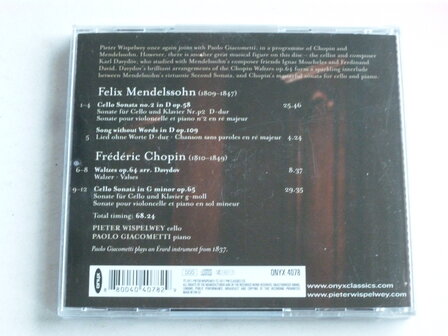 Pieter Wispelwey once again joins with Paolo Giacometti, in a programme of Chopin and
Mendelssohn. However, there is another great musical figure on this disc – the cellist and composer
Karl Davydov, who studied with Mendelssohn's composer friends Ignaz Moscheles and Ferdinand
David. Davydov's brilliant arrangements of the Chopin Waltzes op.64 form a sparkling interlude
between Mendelssohn's virtuosic Second Sonata, and Chopin's masterful sonata for cello and piano.
Felix Mendelssohn (1809-1847)
1-4 Cello Sonata no.2 in D op.58 25.46
Sonate für Cello und Klavier Nr.p2 D-dur
Sonate pour violoncelle et piano nº2 en ré majeur
Song without Words in D op.109
5 Lied ohne Worte D-dur · Chanson sans paroles en ré majeur 4.24
Frédéric Chopin (1810-1849)
6-8 Waltzes op.64 arr. Davydov 8.37
Walzer · Valses
9-12 Cello Sonata in G minor op.65 29.35
Sonate für Cello und Klavier g-moll
Sonate pour violoncelle et piano en sol mineur
Total timing: 68.24
PIETER WISPELWEY cello
PAOLO GIACOMETTI piano
Paolo Giacometti plays an Erard instrument from 1837.
ONYX
8 80040 40782 0
DDD
ONYX 4078
www.onyxclassics.com
www.pieterwispelwey.com